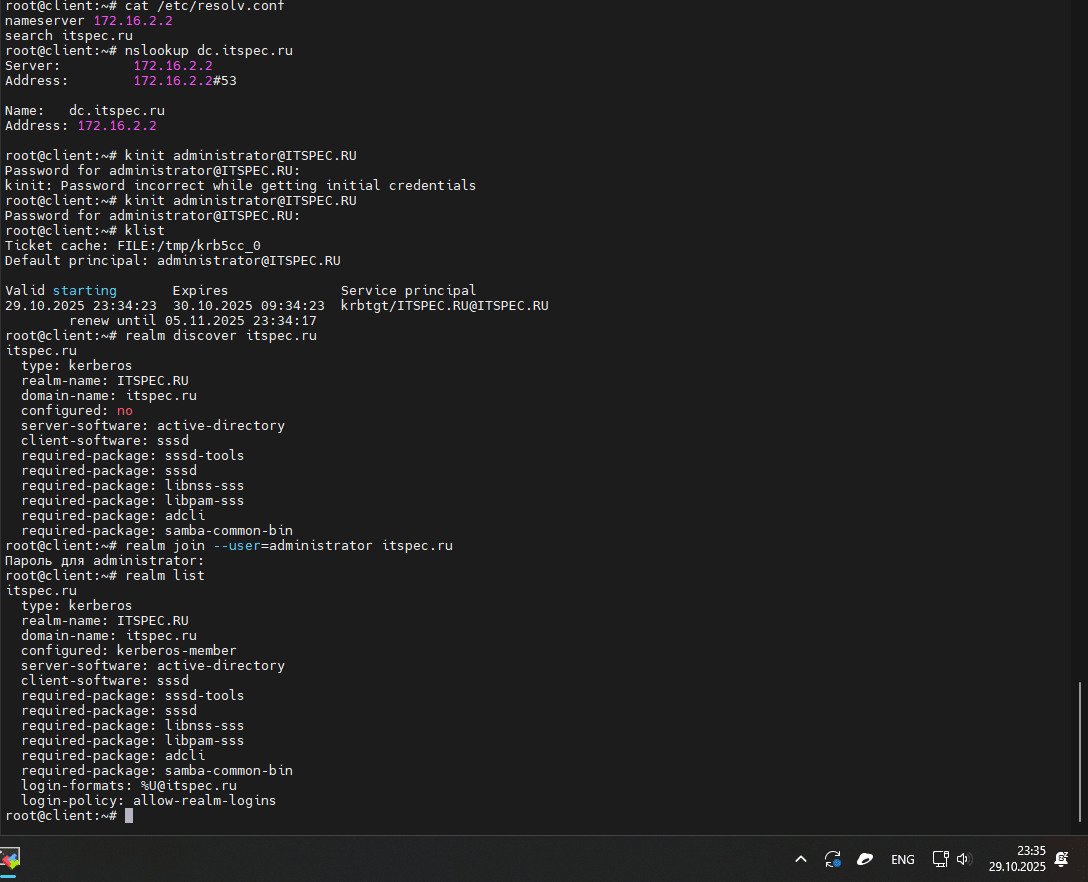 root@client:~# cat /etc/resolv.conf
nameserver 172.16.2.2
search itspec.ru
root@client:~# nslookup dc.itspec.ru
Server:         172.16.2.2
Address:        172.16.2.2#53

Name:   dc.itspec.ru
Address: 172.16.2.2

root@client:~# kinit administrator@ITSPEC.RU
Password for administrator@ITSPEC.RU:
kinit: Password incorrect while getting initial credentials
root@client:~# kinit administrator@ITSPEC.RU
Password for administrator@ITSPEC.RU:
root@client:~# klist
Ticket cache: FILE:/tmp/krb5cc_0
Default principal: administrator@ITSPEC.RU

Valid starting       Expires              Service principal
29.10.2025 23:34:23  30.10.2025 09:34:23  krbtgt/ITSPEC.RU@ITSPEC.RU
        renew until 05.11.2025 23:34:17
root@client:~# realm discover itspec.ru
itspec.ru
  type: kerberos
  realm-name: ITSPEC.RU
  domain-name: itspec.ru
  configured: no
  server-software: active-directory
  client-software: sssd
  required-package: sssd-tools
  required-package: sssd
  required-package: libnss-sss
  required-package: libpam-sss
  required-package: adcli
  required-package: samba-common-bin
root@client:~# realm join --user=administrator itspec.ru
Пароль для administrator:
root@client:~# realm list
itspec.ru
  type: kerberos
  realm-name: ITSPEC.RU
  domain-name: itspec.ru
  configured: kerberos-member
  server-software: active-directory
  client-software: sssd
  required-package: sssd-tools
  required-package: sssd
  required-package: libnss-sss
  required-package: libpam-sss
  required-package: adcli
  required-package: samba-common-bin
  login-formats: %U@itspec.ru
  login-policy: allow-realm-logins
root@client:~#
ENG
23:35
29.10.2025